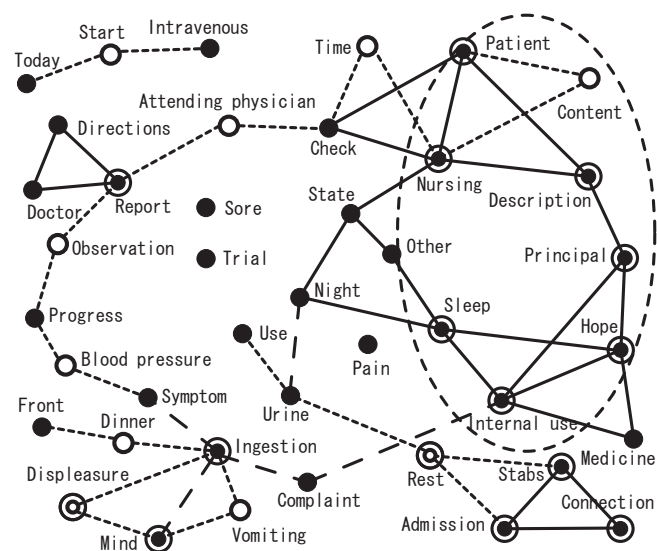 Start
Intravenous
Today
Time
Patient
Content
Attending physician
Directions
Check
Nursing
Doctor
Report
Sore
State
Description
Observation
Trial
Other
Principal
Night
Sleep
Progress
Use
Hope
Blood pressure
Pain
Symptom
Front
Dinner
Urine
Internal use
Ingestion
Medicine
Displeasure
Rest
Stabs
Complaint
Connection
Mind
Vomiting
Admission